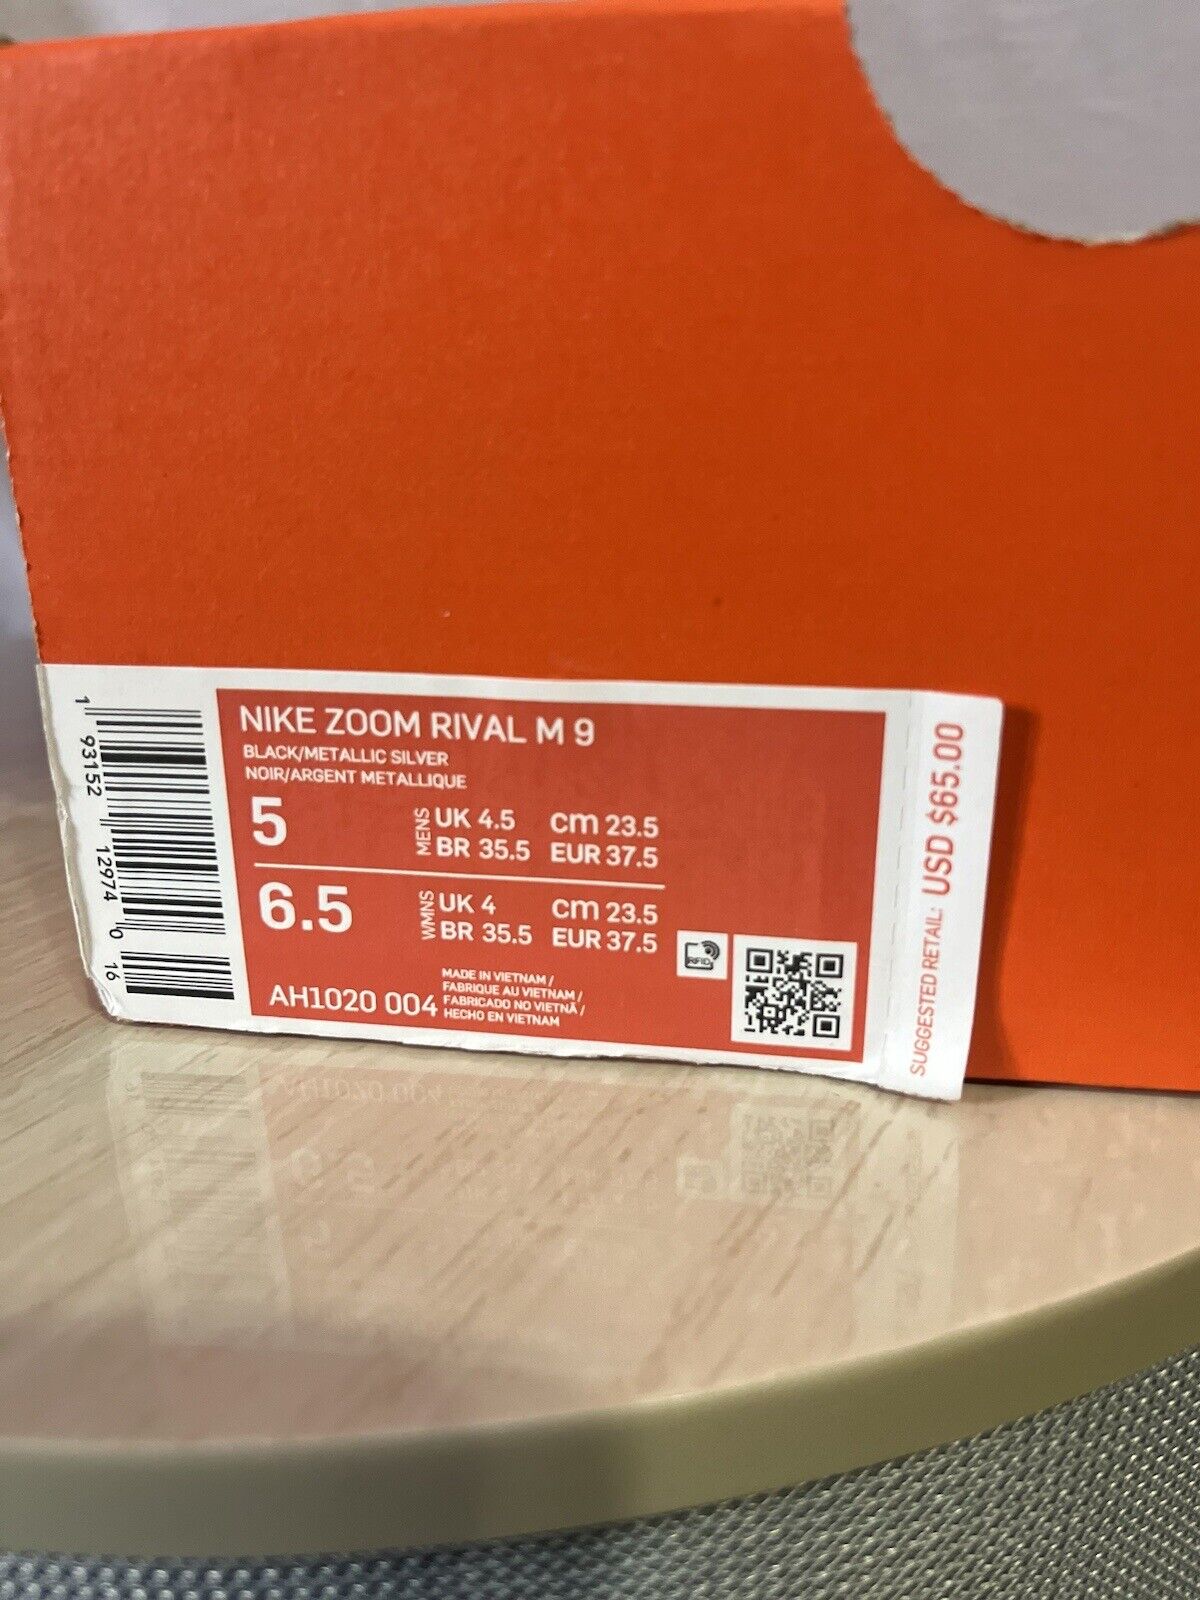 NIKE ZOOM RIVAL M 9
BLACK/METALLIC SILVER
NOIR/ARGENT METALLIQUE
5 MENS UK 4.5 CM 23.5
BR 35.5 EUR 37.5
6.5 WMNS UK 4 CM 23.5
BR 35.5 EUR 37.5
AH1020 004
MADE IN VIETNAM /
FABRIQUE AU VIETNAM /
FABRICADO NO VIETNÃ /
HECHO EN VIETNAM
RFID
1 93152 12974 0 16
SUGGESTED RETAIL: USD $65.00